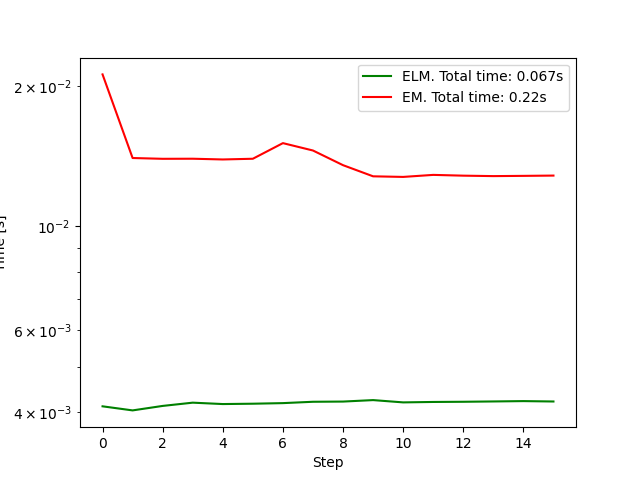 ELM. Total time: 0.067s
EM. Total time: 0.22s
2 × 10⁻²
10⁻²
6 × 10⁻³
4 × 10⁻³
0 2 4 6 8 10 12 14
Step